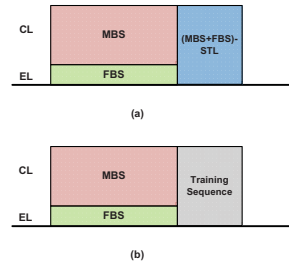 CL
MBS
(MBS+FBS)-
STL
EL
FBS
(a)
CL
MBS
Training
Sequence
EL
FBS
(b)